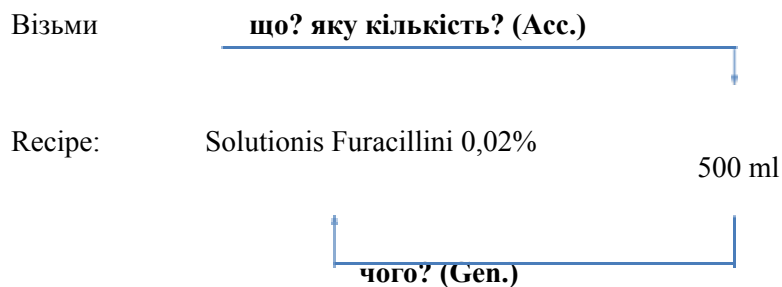 Візьми що? яку кількість? (Acc.)
Recipe: Solutionis Furacillini 0,02%
500 ml
чого? (Gen.)